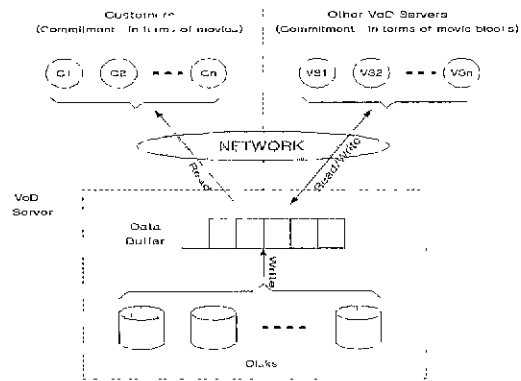 Customers Other VoD Servers
(Commitment in terms of movies) (Commitment in terms of movie blocks)
C1 C2 Cn VS1 VS2 VSn
NETWORK
Read Read/Write
VoD
Server
Data
Buffer
Write
Disks